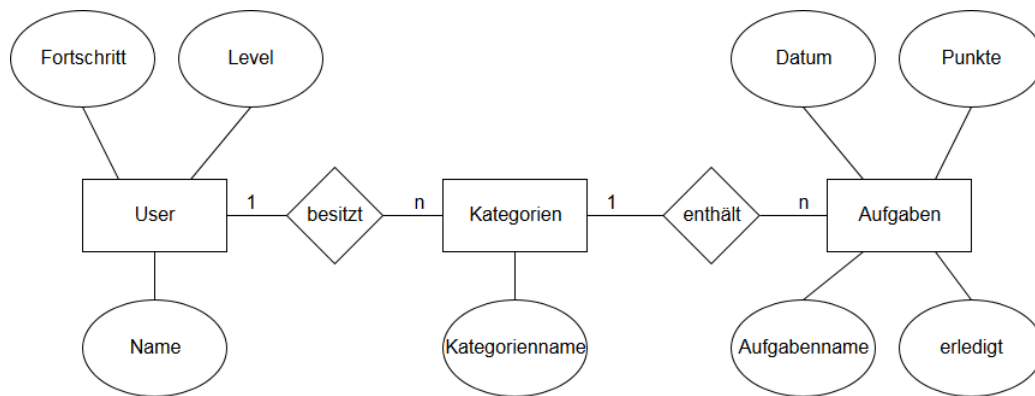 Fortschritt
Level
Datum
Punkte
User
1
besitzt
n
Kategorien
1
enthält
n
Aufgaben
Name
Kategorienname
Aufgabenname
erledigt